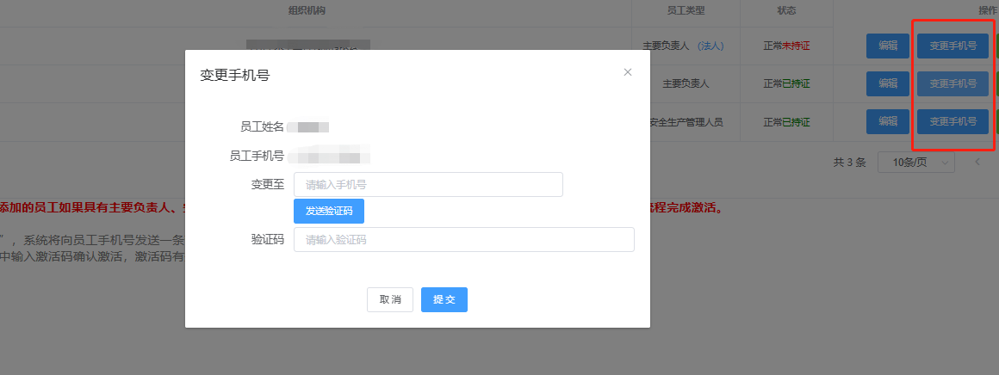 组织机构 员工类型 状态 操作
主要负责人 (法人) 正常未持证 编辑 变更手机号
变更手机号
主要负责人 正常已持证 编辑 变更手机号
员工姓名
安全生产管理人员 正常已持证 编辑 变更手机号
员工手机号
共 3 条 10条/页
变更至 请输入手机号
添加的员工如果具有主要负责人、 流程完成激活。
发送验证码
”，系统将向员工手机号发送一条
验证码 请输入验证码
中输入激活码确认激活，激活码有
取消 提交